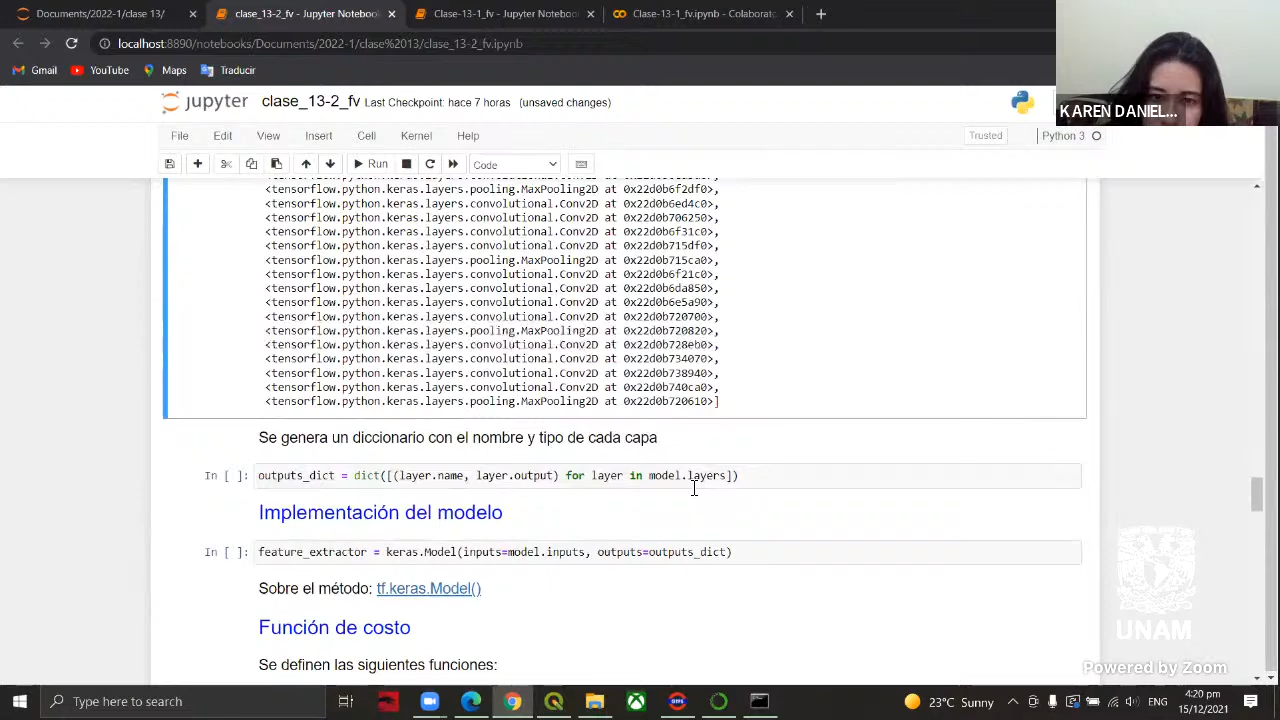 Documents/2022-1/clase 13/
clase_13-2_fv - Jupyter Notebook
Clase_13-1_fv - Jupyter Notebook
Clase-13-1_fv.ipynb - Colaborat
localhost:8890/notebooks/Documents/2022-1/clase%2013/clase_13-2_fv.ipynb
Gmail
YouTube
Maps
Traducir
KAREN DANIEL...
jupyter clase_13-2_fv Last Checkpoint: hace 7 horas (unsaved changes)
File Edit View Insert Cell Kernel Help
Trusted Python 3
Run Code
<tensorflow.python.keras.layers.pooling.MaxPooling2D at 0x22d0b6f2df0>,
<tensorflow.python.keras.layers.convolutional.Conv2D at 0x22d0b6ed4c0>,
<tensorflow.python.keras.layers.convolutional.Conv2D at 0x22d0b706250>,
<tensorflow.python.keras.layers.convolutional.Conv2D at 0x22d0b6f31c0>,
<tensorflow.python.keras.layers.convolutional.Conv2D at 0x22d0b715df0>,
<tensorflow.python.keras.layers.pooling.MaxPooling2D at 0x22d0b715ca0>,
<tensorflow.python.keras.layers.convolutional.Conv2D at 0x22d0b6f21c0>,
<tensorflow.python.keras.layers.convolutional.Conv2D at 0x22d0b6da850>,
<tensorflow.python.keras.layers.convolutional.Conv2D at 0x22d0b6e5a90>,
<tensorflow.python.keras.layers.convolutional.Conv2D at 0x22d0b720700>,
<tensorflow.python.keras.layers.pooling.MaxPooling2D at 0x22d0b720820>,
<tensorflow.python.keras.layers.convolutional.Conv2D at 0x22d0b728eb0>,
<tensorflow.python.keras.layers.convolutional.Conv2D at 0x22d0b734070>,
<tensorflow.python.keras.layers.convolutional.Conv2D at 0x22d0b738940>,
<tensorflow.python.keras.layers.convolutional.Conv2D at 0x22d0b740ca0>,
<tensorflow.python.keras.layers.pooling.MaxPooling2D at 0x22d0b720610>]
Se genera un diccionario con el nombre y tipo de cada capa
In [ ]: outputs_dict = dict([(layer.name, layer.output) for layer in model.layers])
Implementación del modelo
In [ ]: feature_extractor = keras.Model(inputs=model.inputs, outputs=outputs_dict)
Sobre el método: tf.keras.Model()
Función de costo
Se definen las siguientes funciones:
UNAM
Powered by Zoom
Type here to search
23°C Sunny
ENG
4:20 pm
15/12/2021